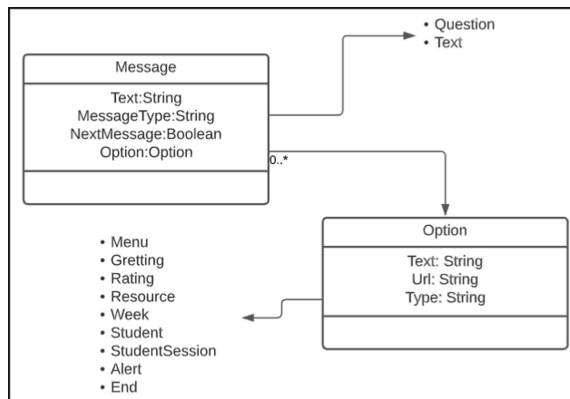 • Question
• Text
Message
Text:String
MessageType:String
NextMessage:Boolean
Option:Option
0..*
Option
Text: String
Url: String
Type: String
• Menu
• Gretting
• Rating
• Resource
• Week
• Student
• StudentSession
• Alert
• End